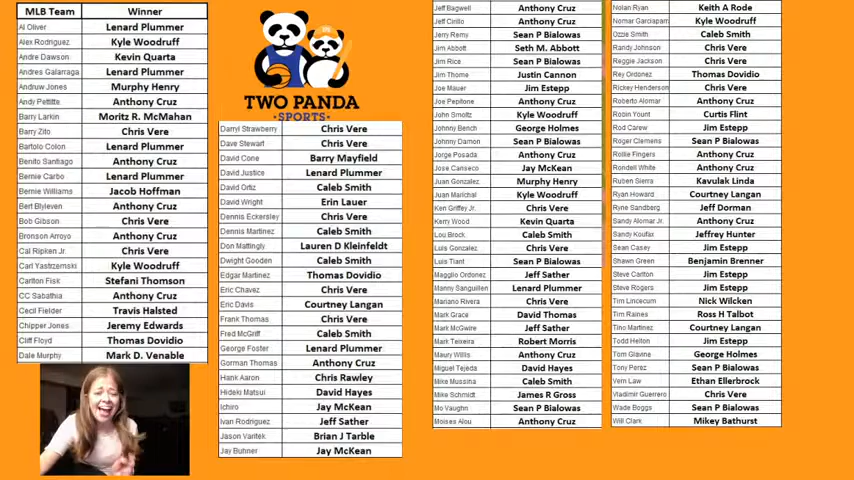 MLB Team Winner
Al Oliver Lenard Plummer
Alex Rodriguez Kyle Woodruff
Andre Dawson Kevin Quarta
Andres Galarraga Lenard Plummer
Andruw Jones Murphy Henry
Andy Pettitte Anthony Cruz
Barry Larkin Moritz R. McMahan
Barry Zito Chris Vere
Bartolo Colon Lenard Plummer
Benito Santiago Anthony Cruz
Bernie Carbo Lenard Plummer
Bernie Williams Jacob Hoffman
Bert Blyleven Anthony Cruz
Bob Gibson Chris Vere
Bronson Arroyo Anthony Cruz
Cal Ripken Jr. Chris Vere
Carl Yastrzemski Kyle Woodruff
Carlton Fisk Stefani Thomson
CC Sabathia Anthony Cruz
Cecil Fielder Travis Halsted
Chipper Jones Jeremy Edwards
Cliff Floyd Thomas Dovidio
Dale Murphy Mark D. Venable
TWO PANDA
SPORTS
Darryl Strawberry Chris Vere
Dave Stewart Chris Vere
David Cone Barry Mayfield
David Justice Lenard Plummer
David Ortiz Caleb Smith
David Wright Erin Lauer
Dennis Eckersley Chris Vere
Dennis Martinez Caleb Smith
Don Mattingly Lauren D Kleinfeldt
Dwight Gooden Caleb Smith
Edgar Martinez Thomas Dovidio
Eric Chavez Chris Vere
Eric Davis Courtney Langan
Frank Thomas Chris Vere
Fred McGriff Caleb Smith
George Foster Lenard Plummer
Gorman Thomas Anthony Cruz
Hank Aaron Chris Rawley
Hideki Matsui David Hayes
Ichiro Jay McKean
Ivan Rodriguez Jeff Sather
Jason Varitek Brian J Tarble
Jay Buhner Jay McKean
Jeff Bagwell Anthony Cruz
Jeff Cirillo Anthony Cruz
Jerry Remy Sean P Bialowas
Jim Abbott Seth M. Abbott
Jim Rice Sean P Bialowas
Jim Thome Justin Cannon
Joe Mauer Jim Estepp
Joe Pepitone Anthony Cruz
John Smoltz Kyle Woodruff
Johnny Bench George Holmes
Johnny Damon Sean P Bialowas
Jorge Posada Anthony Cruz
Jose Canseco Jay McKean
Juan Gonzalez Murphy Henry
Juan Marichal Kyle Woodruff
Ken Griffey Jr. Chris Vere
Kerry Wood Kevin Quarta
Lou Brock Caleb Smith
Luis Gonzalez Chris Vere
Luis Tiant Sean P Bialowas
Magglio Ordonez Jeff Sather
Manny Sanguillen Lenard Plummer
Mariano Rivera Chris Vere
Mark Grace David Thomas
Mark McGwire Jeff Sather
Mark Teixeira Robert Morris
Maury Willis Anthony Cruz
Miguel Tejeda David Hayes
Mike Mussina Caleb Smith
Mike Schmidt James R Gross
Mo Vaughn Sean P Bialowas
Moises Alou Anthony Cruz
Nolan Ryan Keith A Rode
Nomar Garciaparr Kyle Woodruff
Ozzie Smith Caleb Smith
Randy Johnson Chris Vere
Reggie Jackson Chris Vere
Rey Ordonez Thomas Dovidio
Rickey Henderson Chris Vere
Roberto Alomar Anthony Cruz
Robin Yount Curtis Flint
Rod Carew Jim Estepp
Roger Clemens Sean P Bialowas
Rollie Fingers Anthony Cruz
Rondell White Anthony Cruz
Ruben Sierra Kavulak Linda
Ryan Howard Courtney Langan
Ryne Sandberg Jeff Dorman
Sandy Alomar Jr. Anthony Cruz
Sandy Koufax Jeffrey Hunter
Sean Casey Jim Estepp
Shawn Green Benjamin Brenner
Steve Carlton Jim Estepp
Steve Rogers Jim Estepp
Tim Lincecum Nick Wilcken
Tim Raines Ross H Talbot
Tino Martinez Courtney Langan
Todd Helton Jim Estepp
Tom Glavine George Holmes
Tony Perez Sean P Bialowas
Vern Law Ethan Ellerbrock
Vladimir Guerrero Chris Vere
Wade Boggs Sean P Bialowas
Will Clark Mikey Bathurst